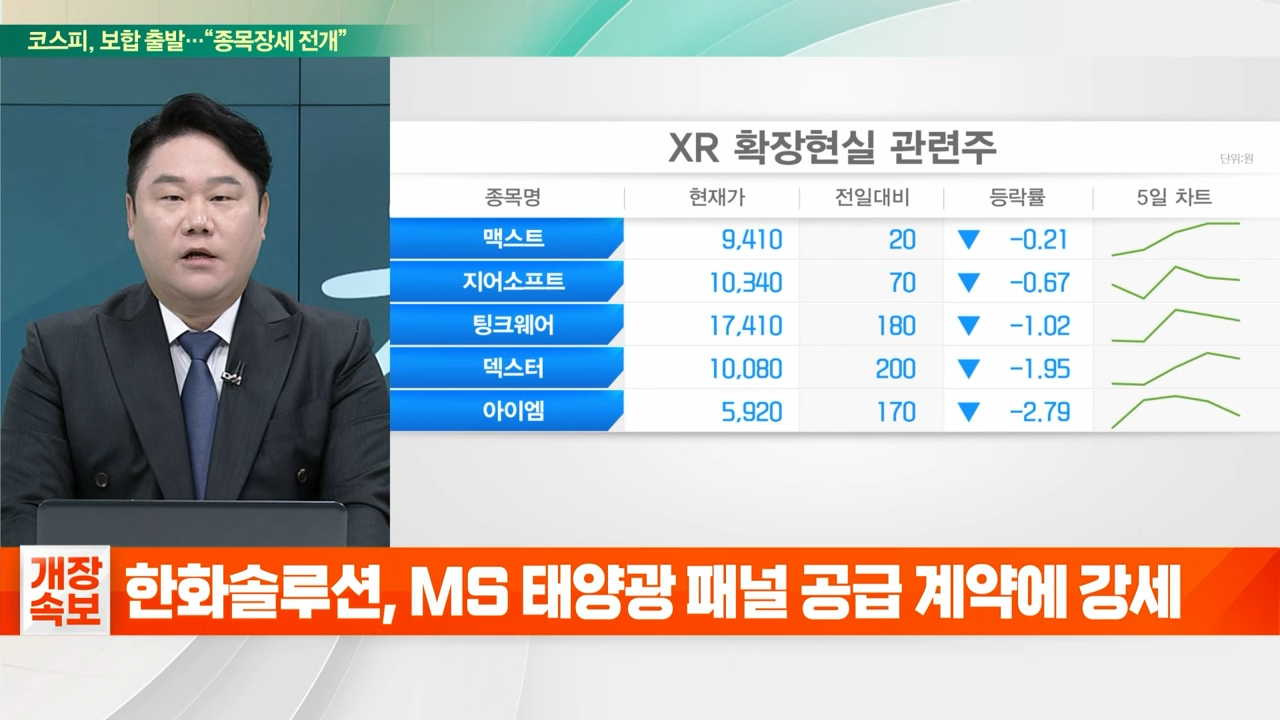 코스피, 보합 출발…“종목장세 전개”
XR 확장현실 관련주
단위:원
종목명 현재가 전일대비 등락률 5일 차트
맥스트 9,410 20 ▼ -0.21
지어소프트 10,340 70 ▼ -0.67
팅크웨어 17,410 180 ▼ -1.02
덱스터 10,080 200 ▼ -1.95
아이엠 5,920 170 ▼ -2.79
개장
속보
한화솔루션, MS 태양광 패널 공급 계약에 강세